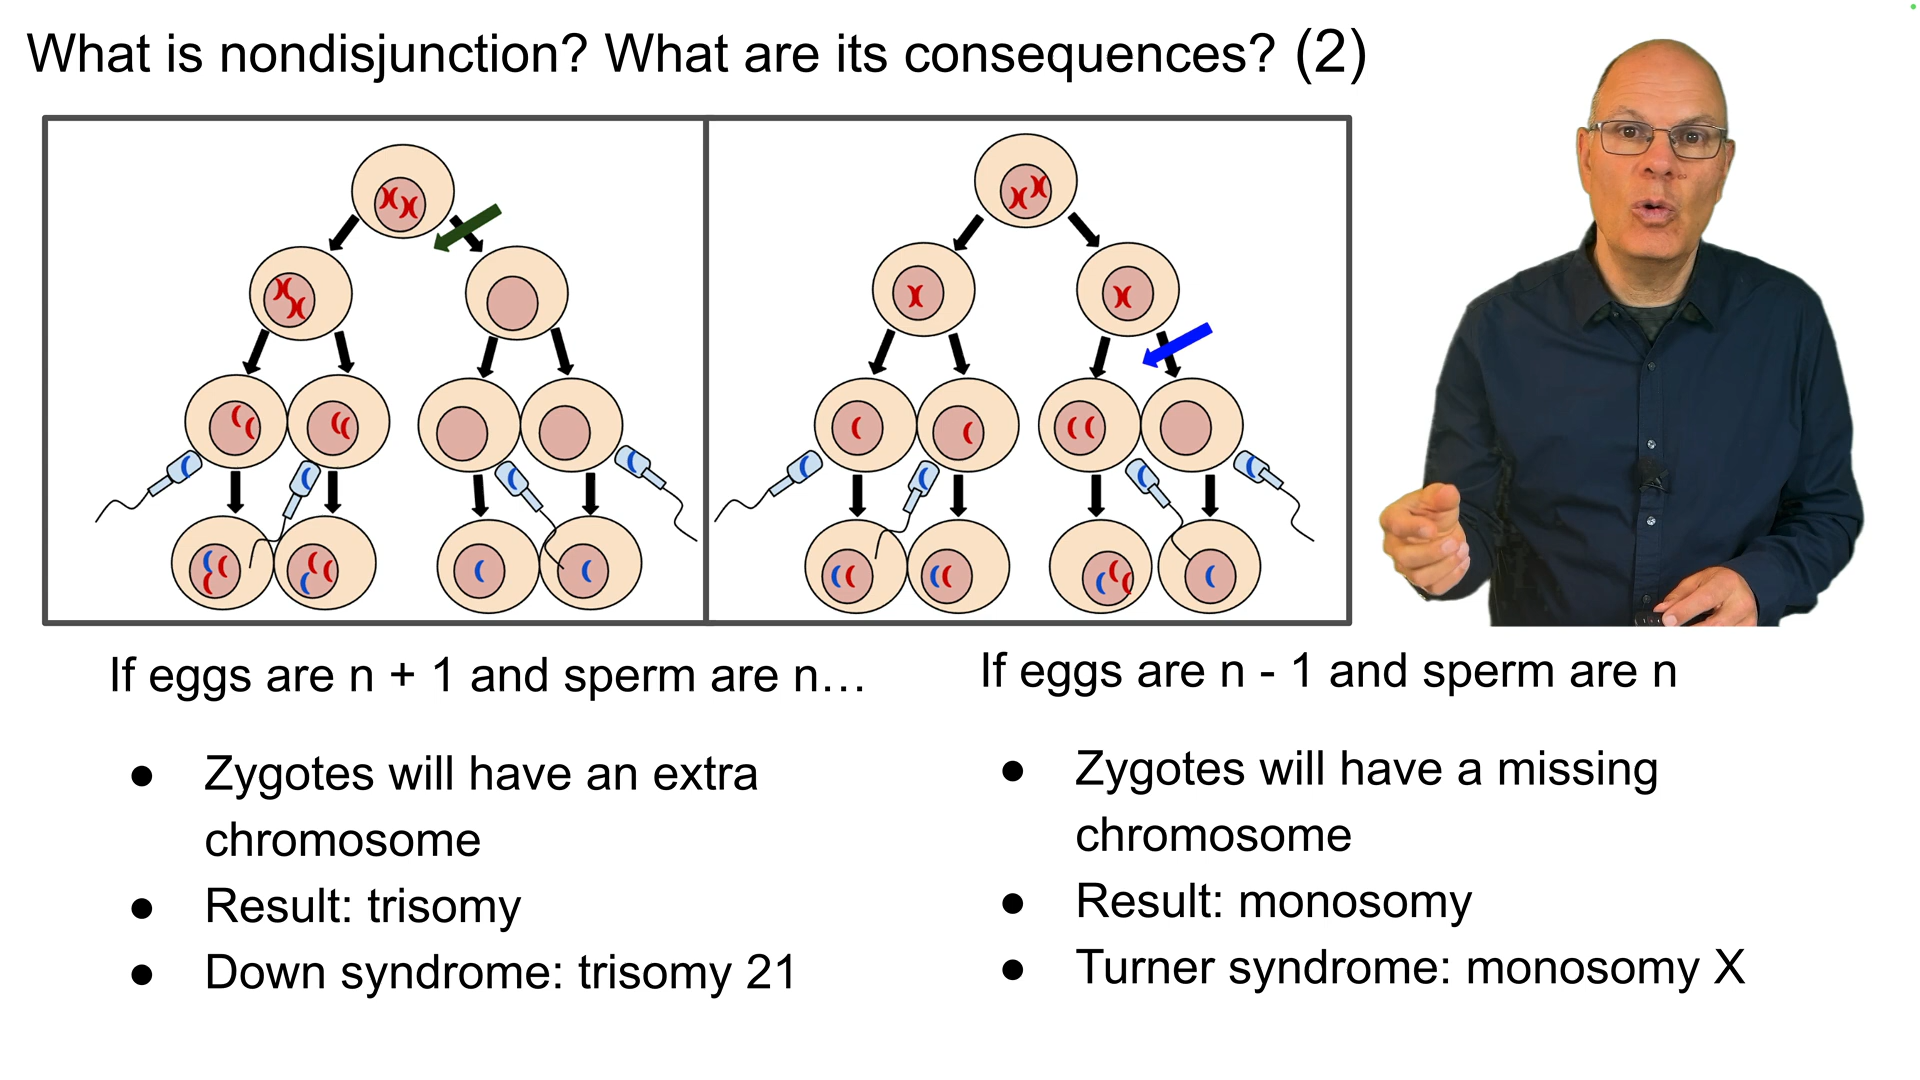 What is nondisjunction? What are its consequences? (2)
If eggs are n + 1 and sperm are n…
● Zygotes will have an extra
chromosome
● Result: trisomy
● Down syndrome: trisomy 21
If eggs are n - 1 and sperm are n
● Zygotes will have a missing
chromosome
● Result: monosomy
● Turner syndrome: monosomy X